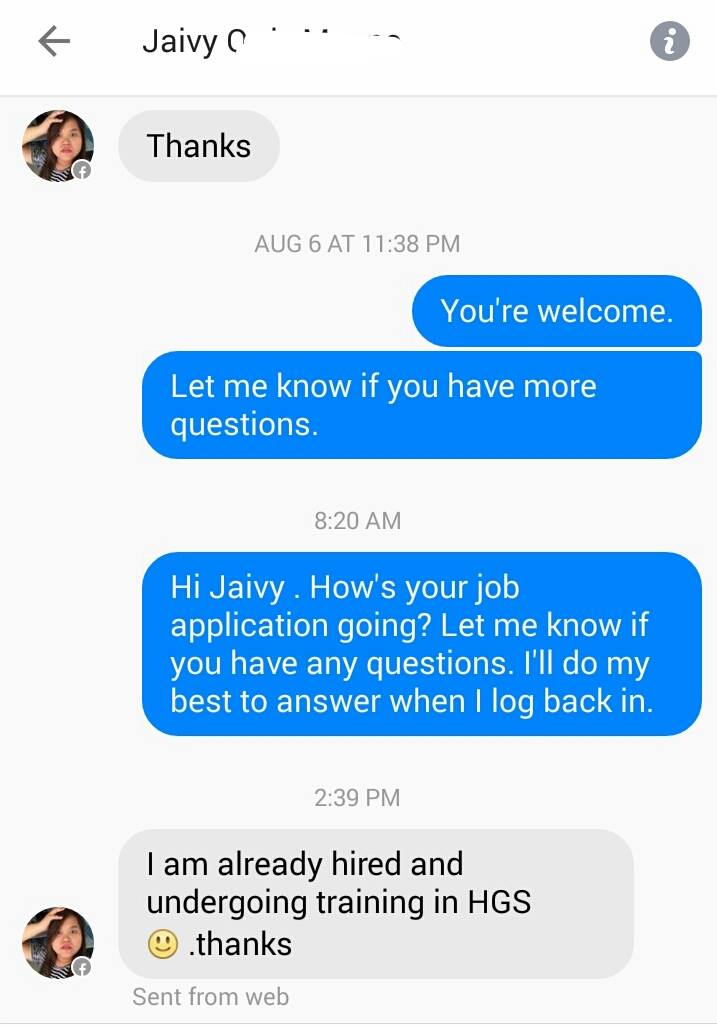 Jaivy
Thanks
AUG 6 AT 11:38 PM
You're welcome.
Let me know if you have more
questions.
8:20 AM
Hi Jaivy . How's your job
application going? Let me know if
you have any questions. I'll do my
best to answer when I log back in.
2:39 PM
I am already hired and
undergoing training in HGS
🙂 .thanks
Sent from web